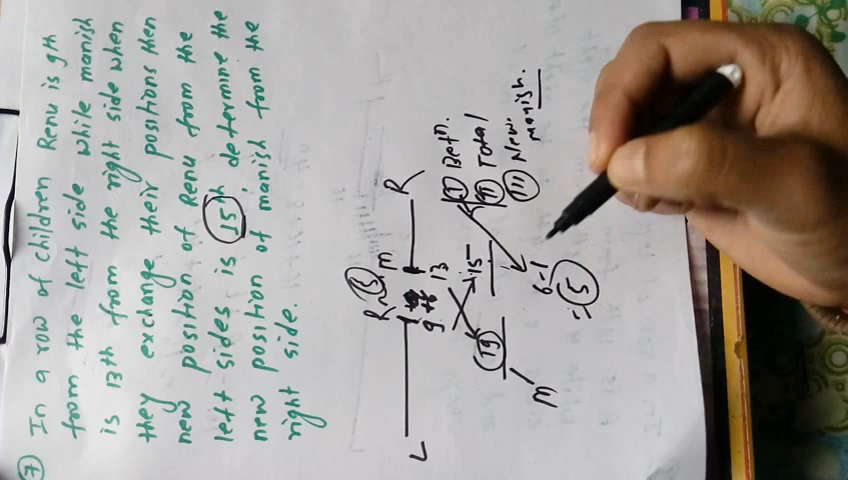 7 In a row of children Renu is 9th
from the left side while manish
is 13th from the right side when
they exchange their positions then
new position of Renu from the
left sides is 15th determine the
new position of manish from the
right side.
R 5 m
L R
9 13
15
19
M
6-1
=5
I Betn.
II Total
III New.
manish.